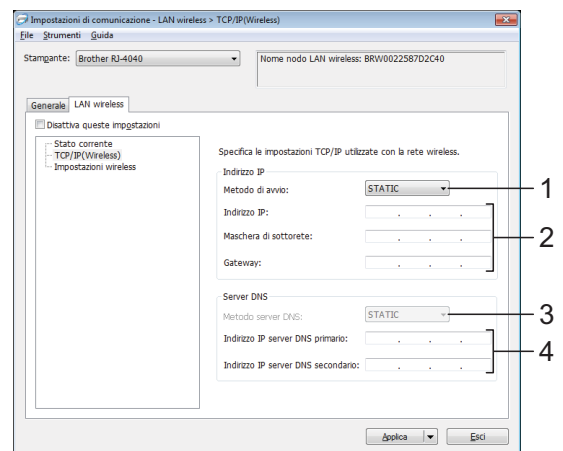 Impostazioni di comunicazione - LAN wireless > TCP/IP(Wireless)
File Strumenti Guida
Stampante: Brother RJ-4040 Nome nodo LAN wireless: BRW0022587D2C40
Generale LAN wireless
Disattiva queste impostazioni
Stato corrente
TCP/IP(Wireless)
Impostazioni wireless
Specifica le impostazioni TCP/IP utilizzate con la rete wireless.
Indirizzo IP
Metodo di avvio: STATIC 1
Indirizzo IP: . . .
Maschera di sottorete: . . . 2
Gateway: . . .
Server DNS
Metodo server DNS: STATIC 3
Indirizzo IP server DNS primario: . . .
4
Indirizzo IP server DNS secondario: . . .
Applica Esci